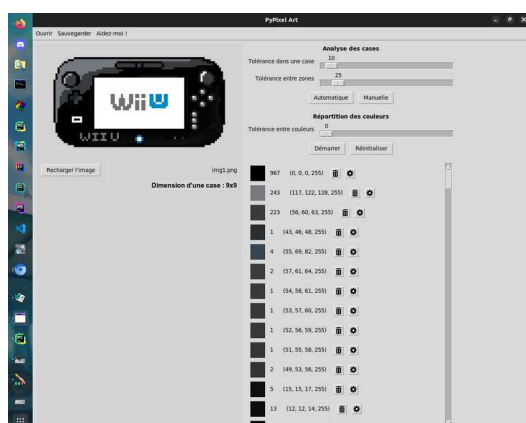 PyPixel Art
Ouvrir Sauvegarder Aidez-moi !
WiiU
WII U
Recharger l'image
img1.png
Dimension d'une case : 9x9
Analyse des cases
Tolérance dans une case 10
Tolérance entre zones 25
Automatique Manuelle
Répartition des couleurs
Tolérance entre couleurs 0
Démarrer Réinitialiser
967 (0, 0, 0, 255)
243 (117, 122, 128, 255)
223 (56, 60, 63, 255)
1 (43, 46, 48, 255)
4 (55, 69, 82, 255)
2 (57, 61, 64, 255)
1 (54, 58, 61, 255)
1 (53, 57, 60, 255)
1 (52, 56, 59, 255)
1 (51, 55, 58, 255)
2 (49, 53, 56, 255)
5 (15, 15, 17, 255)
13 (12, 12, 14, 255)